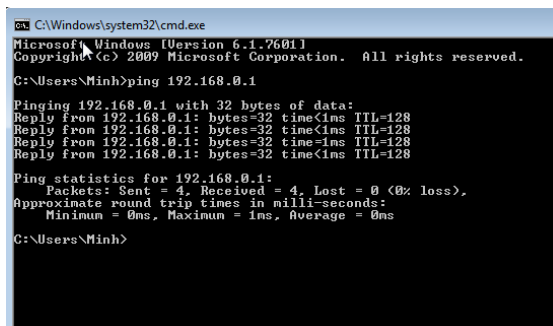 C:\Windows\system32\cmd.exe
Microsoft Windows [Version 6.1.7601]
Copyright (c) 2009 Microsoft Corporation.  All rights reserved.
C:\Users\Minh>ping 192.168.0.1
Pinging 192.168.0.1 with 32 bytes of data:
Reply from 192.168.0.1: bytes=32 time<1ms TTL=128
Reply from 192.168.0.1: bytes=32 time<1ms TTL=128
Reply from 192.168.0.1: bytes=32 time=1ms TTL=128
Reply from 192.168.0.1: bytes=32 time<1ms TTL=128
Ping statistics for 192.168.0.1:
    Packets: Sent = 4, Received = 4, Lost = 0 (0% loss),
Approximate round trip times in milli-seconds:
    Minimum = 0ms, Maximum = 1ms, Average = 0ms
C:\Users\Minh>